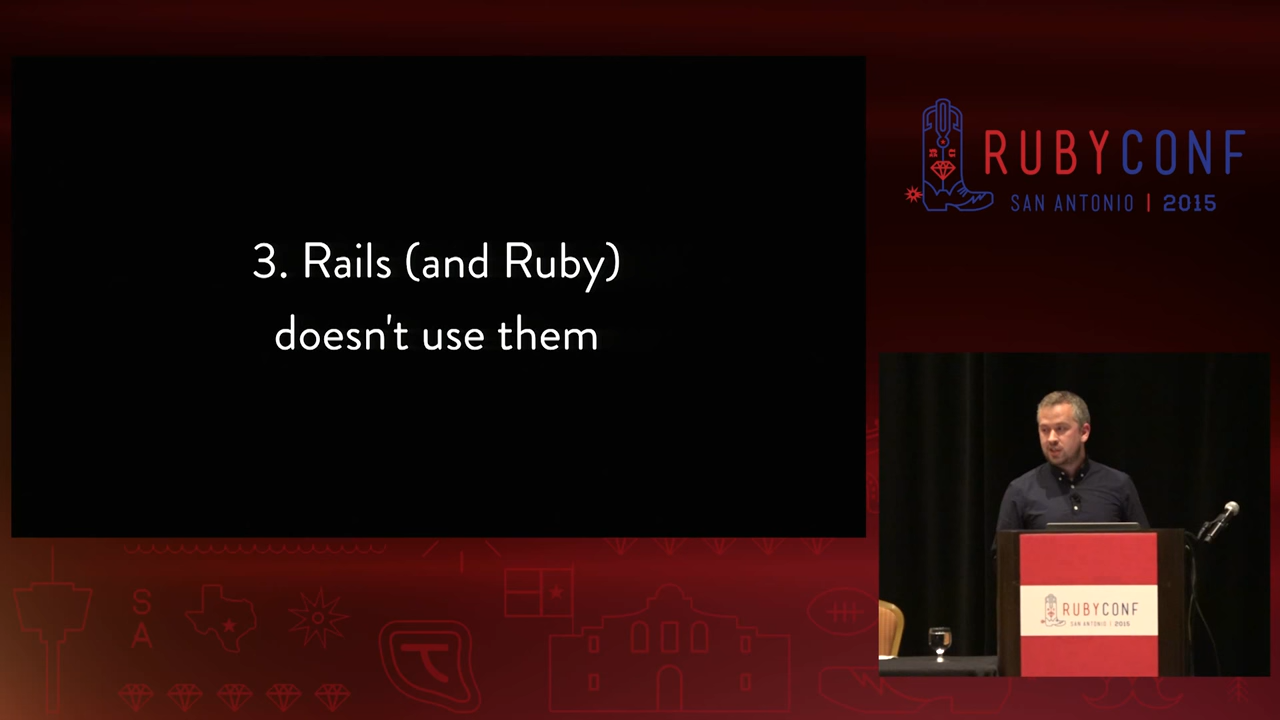 3. Rails (and Ruby)
doesn't use them
RUBYCONF
SAN ANTONIO | 2015
S
A
RUBYCONF
SAN ANTONIO | 2015